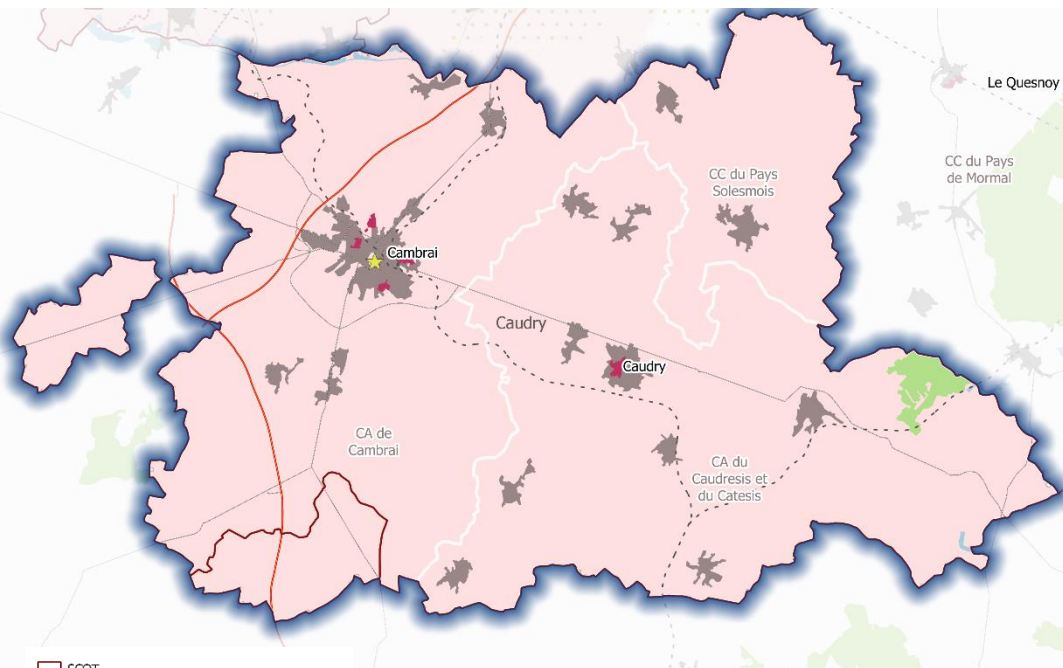 Le Quesnoy
CC du Pays
de Mormal
CC du Pays
Solesmois
Cambrai
Caudry
Caudry
CA de
Cambrai
CA du
Caudresis et
du Catesis
SCOT